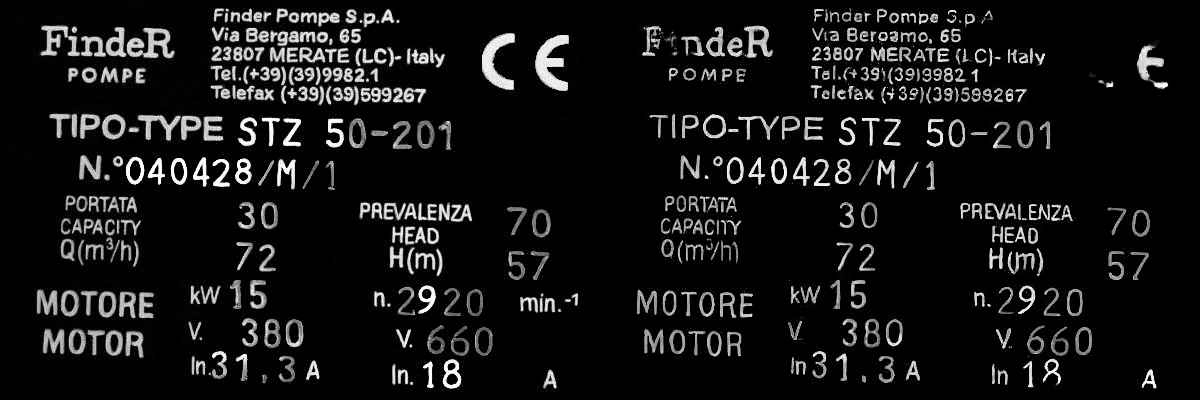 FindeR
POMPE
Finder Pompe S.p.A.
Via Bergamo, 65
23807 MERATE (LC)- Italy
Tel.(+39)(39)9982.1
Telefax (+39)(39)599267
CE
TIPO-TYPE STZ 50-201
N.°040428/M/1
PORTATA
CAPACITY
Q(m³/h)
30
72
PREVALENZA
HEAD
H(m)
70
57
MOTORE
MOTOR
kW 15
n. 2920 min.-1
V. 380
V. 660
In. 31.3 A
In. 18 A
FindeR
POMPE
Finder Pompe S.p.A
Via Bergamo, 65
23807 MERATE (LC)- Italy
Tel.(+39)(39)9982 1
Telefax (+39)(39)599267
E
TIPO-TYPE STZ 50-201
N.°040428/M/1
PORTATA
CAPACITY
Q(m³/h)
30
72
PREVALENZA
HEAD
H(m)
70
57
MOTORE
MOTOR
kW 15
n. 2920
V. 380
V. 660
In 31.3 A
In 18 A